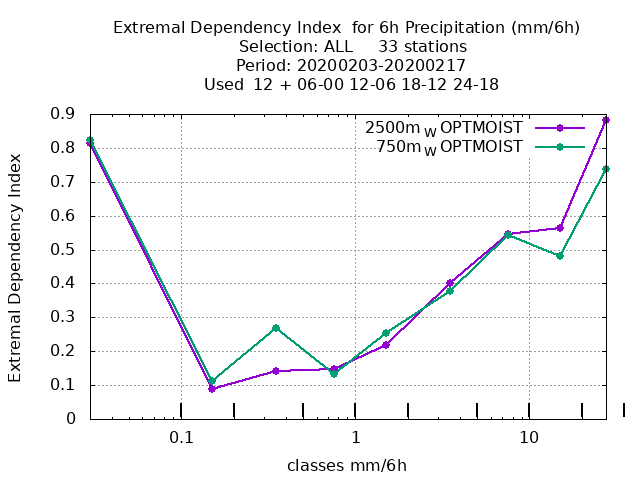 Extremal Dependency Index  for 6h Precipitation (mm/6h)
Selection: ALL     33 stations
Period: 20200203-20200217
Used  12 + 06-00 12-06 18-12 24-18
2500m W OPTMOIST
750m W OPTMOIST
Extremal Dependency Index
0.9
0.8
0.7
0.6
0.5
0.4
0.3
0.2
0.1
0
0.1 1 10
classes mm/6h